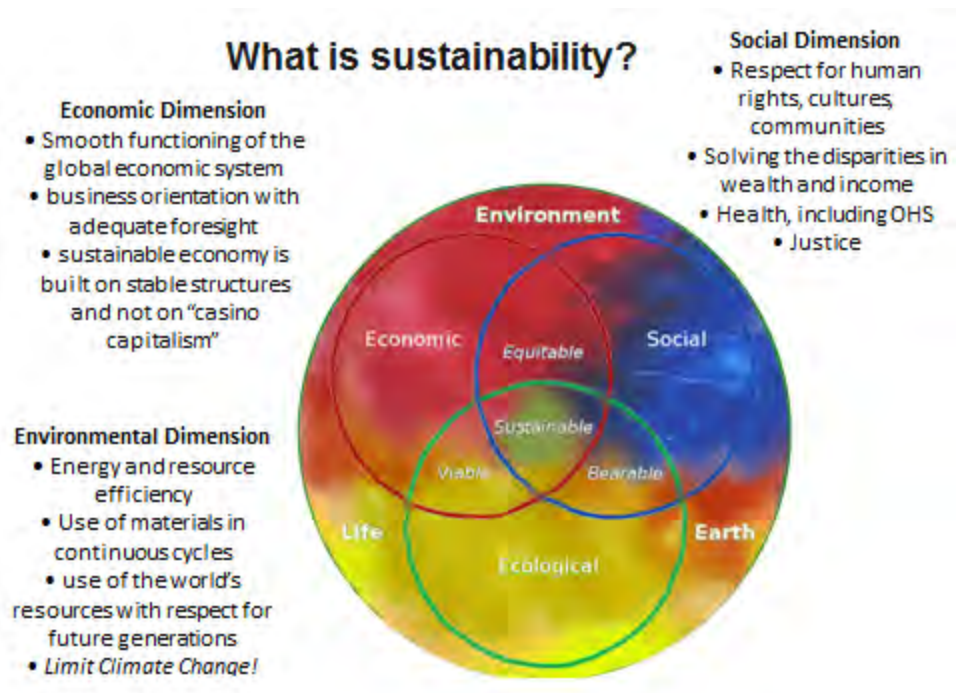 What is sustainability?
Economic Dimension
• Smooth functioning of the
global economic system
• business orientation with
adequate foresight
• sustainable economy is
built on stable structures
and not on “casino
capitalism”
Social Dimension
• Respect for human
rights, cultures,
communities
• Solving the disparities in
wealth and income
• Health, including OHS
• Justice
Environmental Dimension
• Energy and resource
efficiency
• Use of materials in
continuous cycles
• use of the world’s
resources with respect for
future generations
• Limit Climate Change!
Environment
Economic
Equitable
Social
Sustainable
Viable
Bearable
Life
Earth
Ecological